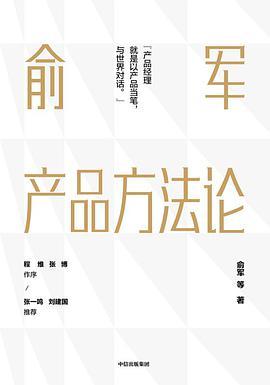 俞军
「产品经理
就是以产品当笔，
与世界对话。」
产品方法论
程 维 张 博
作序
/
张一鸣 刘建国
推荐
俞军 等 著
中信出版集团